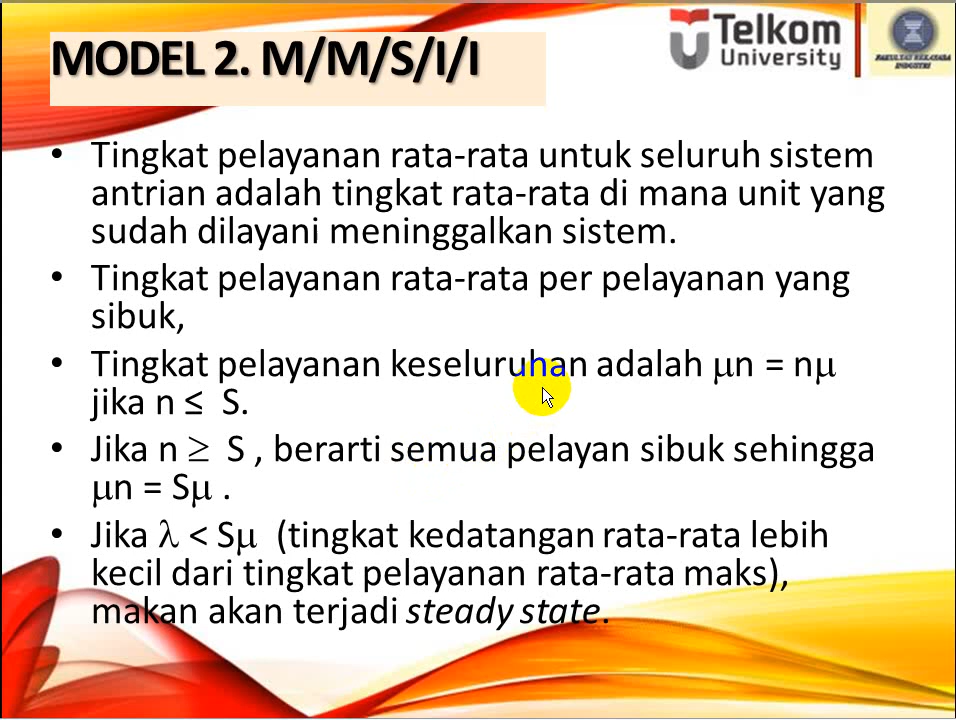 MODEL 2. M/M/S/I/I
Telkom
University
FAKULTAS REKAYASA
INDUSTRI
• Tingkat pelayanan rata-rata untuk seluruh sistem
antrian adalah tingkat rata-rata di mana unit yang
sudah dilayani meninggalkan sistem.
• Tingkat pelayanan rata-rata per pelayanan yang
sibuk,
• Tingkat pelayanan keseluruhan adalah μn = nμ
jika n ≤ S.
• Jika n ≥ S , berarti semua pelayan sibuk sehingga
μn = Sμ .
• Jika λ < Sμ (tingkat kedatangan rata-rata lebih
kecil dari tingkat pelayanan rata-rata maks),
makan akan terjadi steady state.